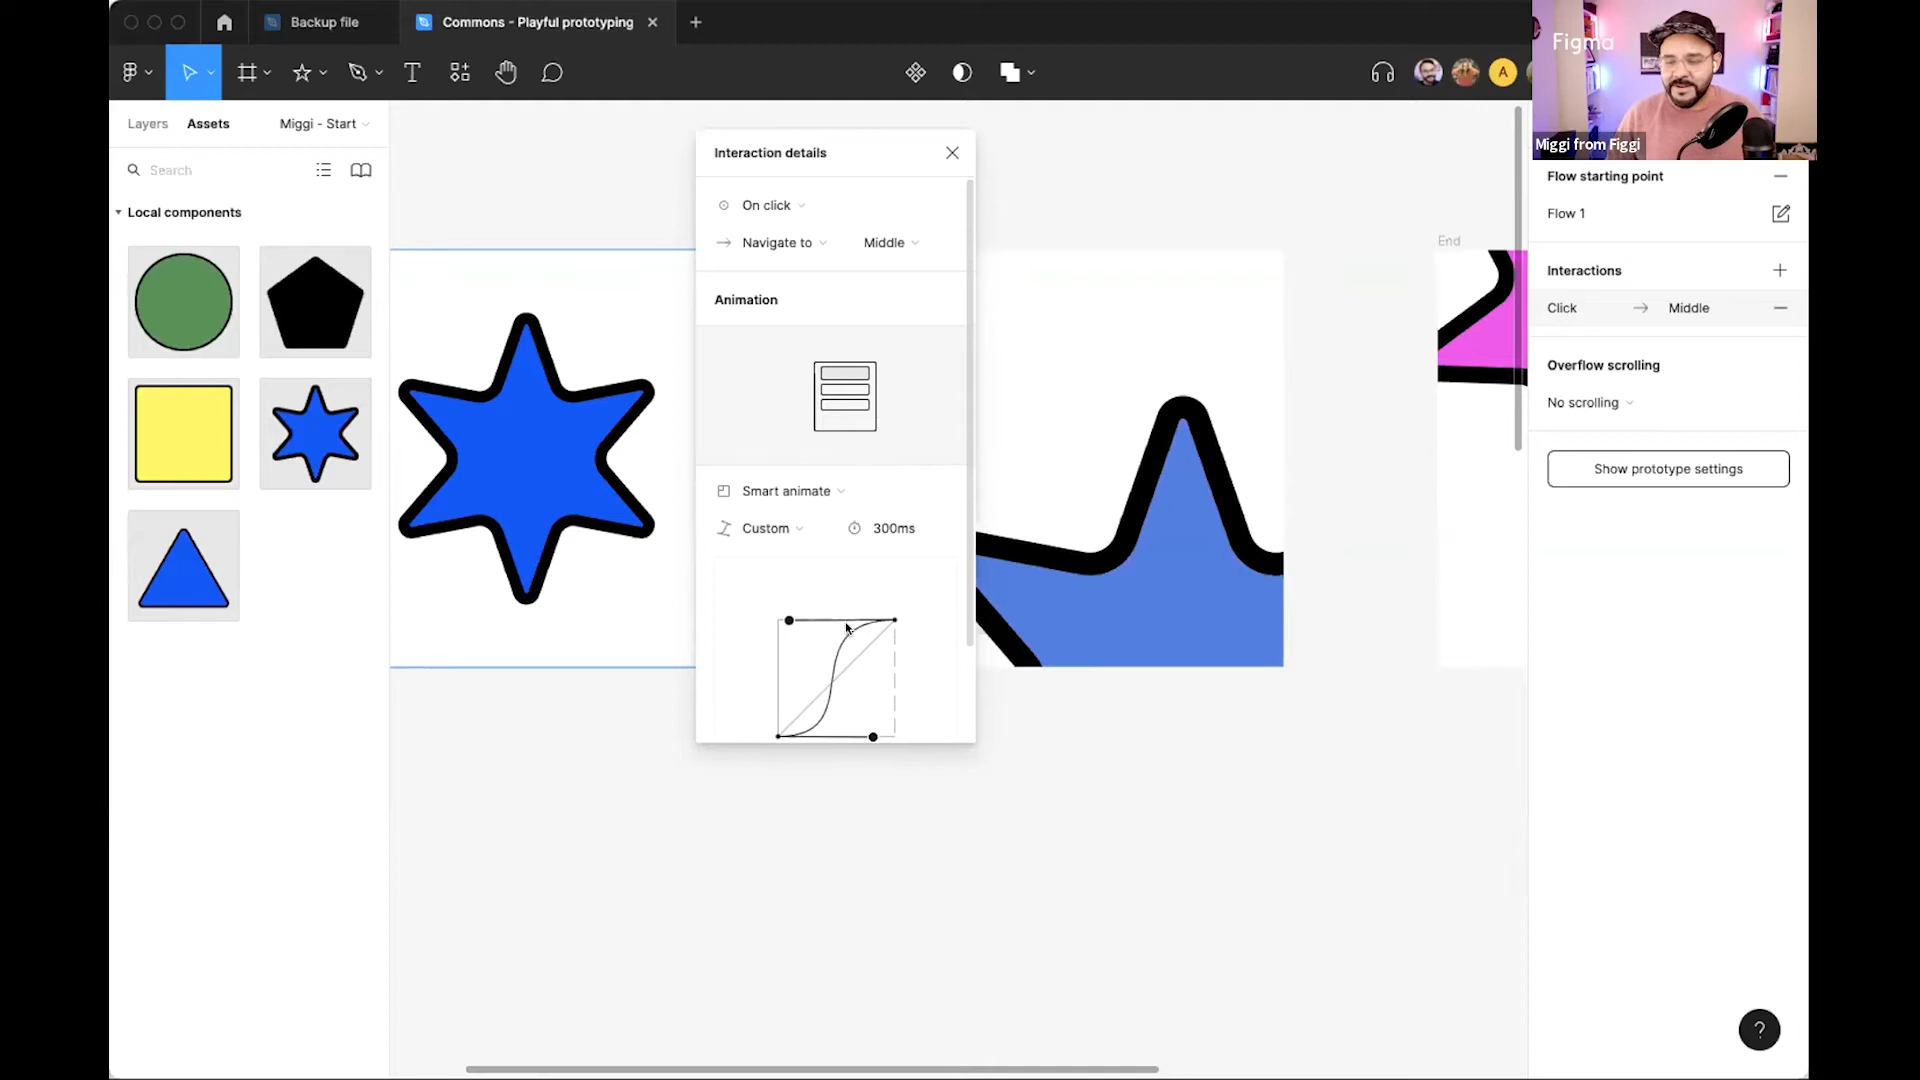 Backup file
Commons - Playful prototyping
A
Figma
Miggi from Figgi
Layers
Assets
Miggi - Start
Search
Local components
Interaction details
On click
Navigate to
Middle
Animation
Smart animate
Custom
300ms
End
Flow starting point
Flow 1
Interactions
Click
Middle
Overflow scrolling
No scrolling
Show prototype settings
?